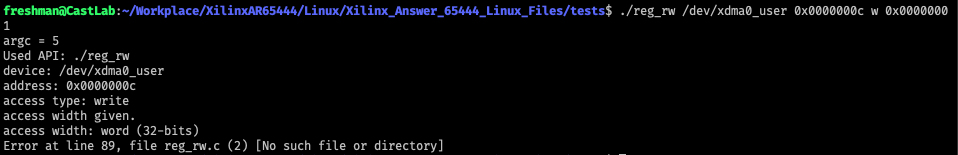 freshman@CastLab:~/Workplace/XilinxAR65444/Linux/Xilinx_Answer_65444_Linux_Files/tests$ ./reg_rw /dev/xdma0_user 0x0000000c w 0x0000000
1
argc = 5
Used API: ./reg_rw
device: /dev/xdma0_user
address: 0x0000000c
access type: write
access width given.
access width: word (32-bits)
Error at line 89, file reg_rw.c (2) [No such file or directory]